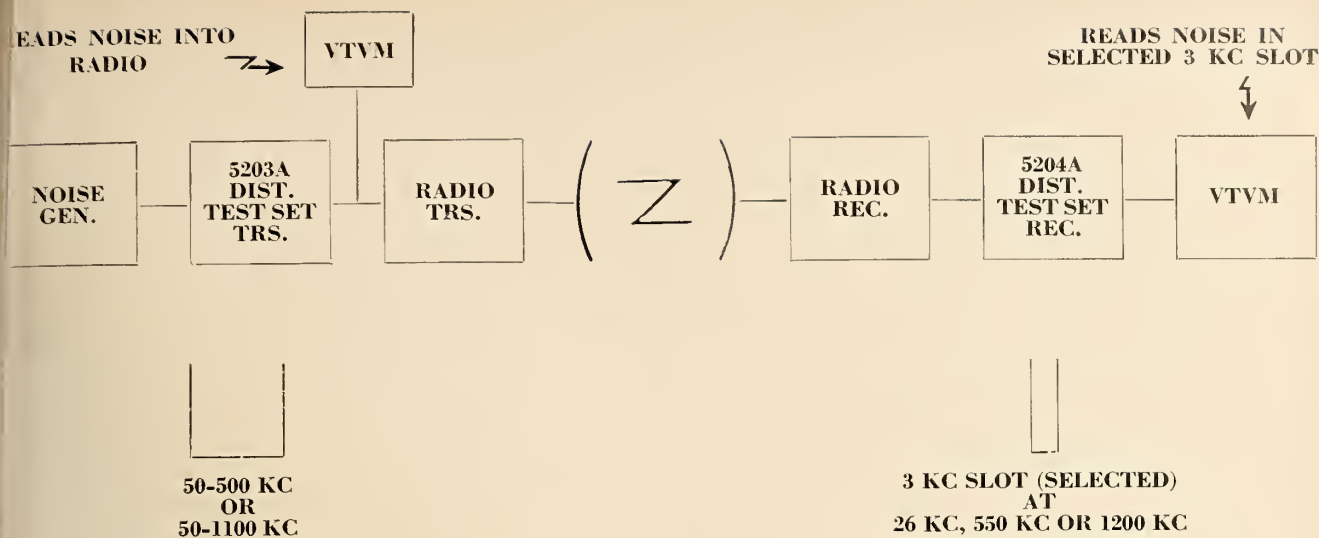 EADS NOISE INTO
RADIO
VTVM
READS NOISE IN
SELECTED 3 KC SLOT
NOISE
GEN.
5203A
DIST.
TEST SET
TRS.
RADIO
TRS.
RADIO
REC.
5204A
DIST.
TEST SET
REC.
VTVM
50-500 KC
OR
50-1100 KC
3 KC SLOT (SELECTED)
AT
26 KC, 550 KC OR 1200 KC